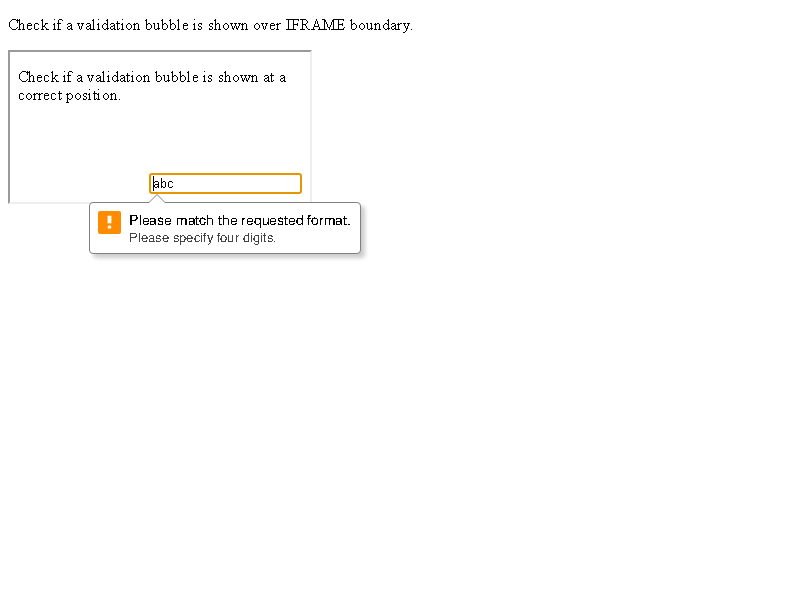 Check if a validation bubble is shown over IFRAME boundary.
Check if a validation bubble is shown at a
correct position.
abc
Please match the requested format.
Please specify four digits.